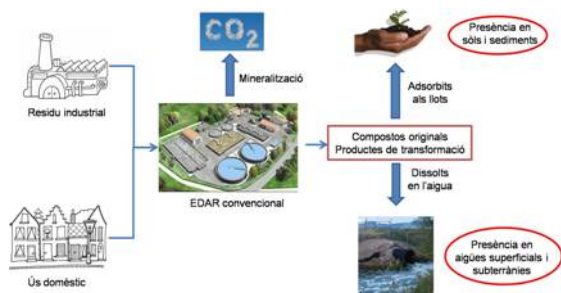 CO2
Residu industrial
Mineralització
Presència en
sòls i sediments
Adsorbits
als llots
Compostos originals
Productes de transformació
EDAR convencional
Dissolts
en l'aigua
Ús domèstic
Presència en
aigües superficials i
subterrànies